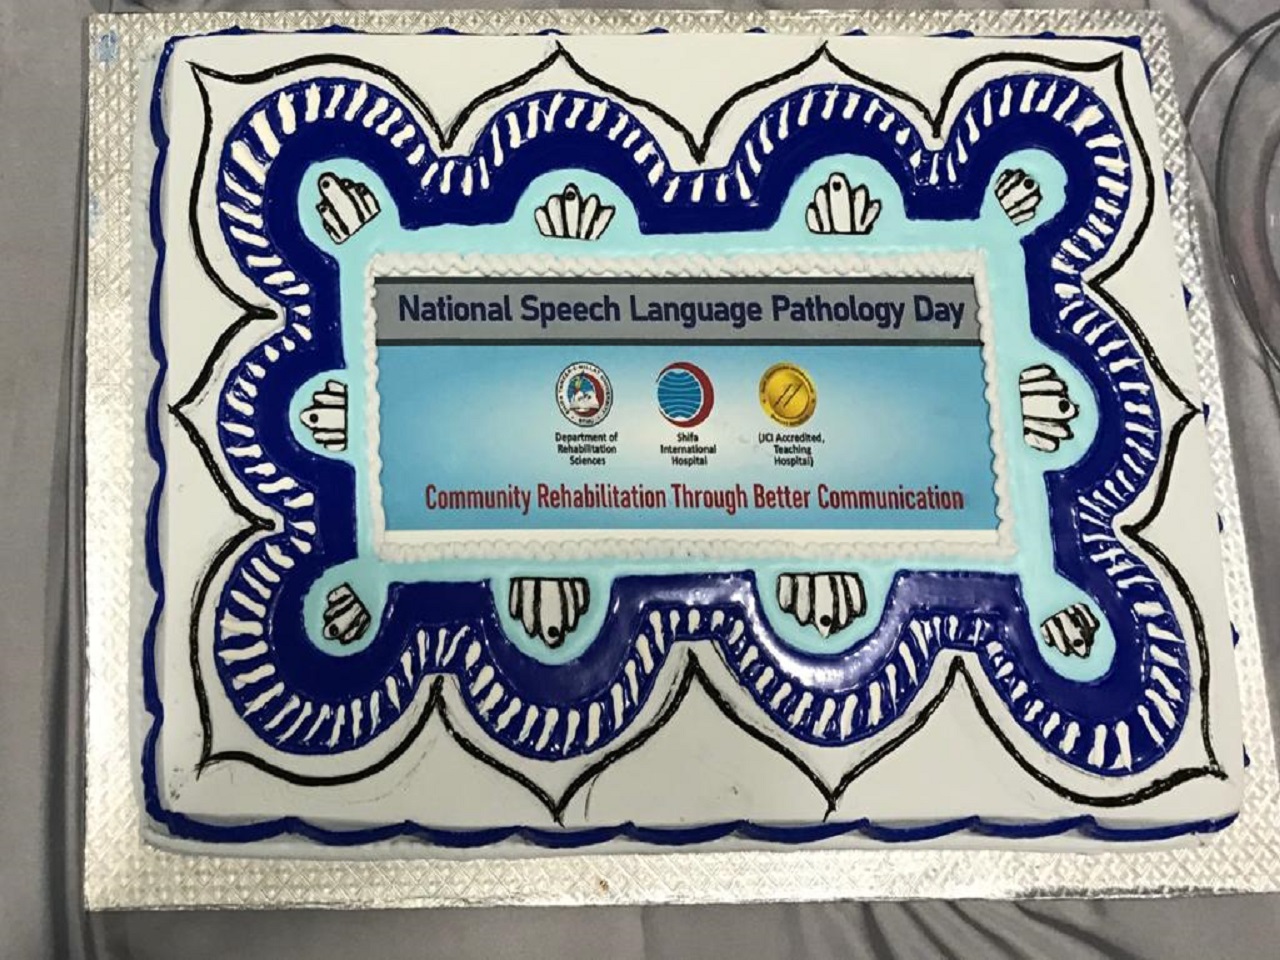 National Speech Language Pathology Day
Department of
Rehabilitation
Sciences
Shifa
International
Hospital
(JCI Accredited,
Teaching
Hospital)
Community Rehabilitation Through Better Communication